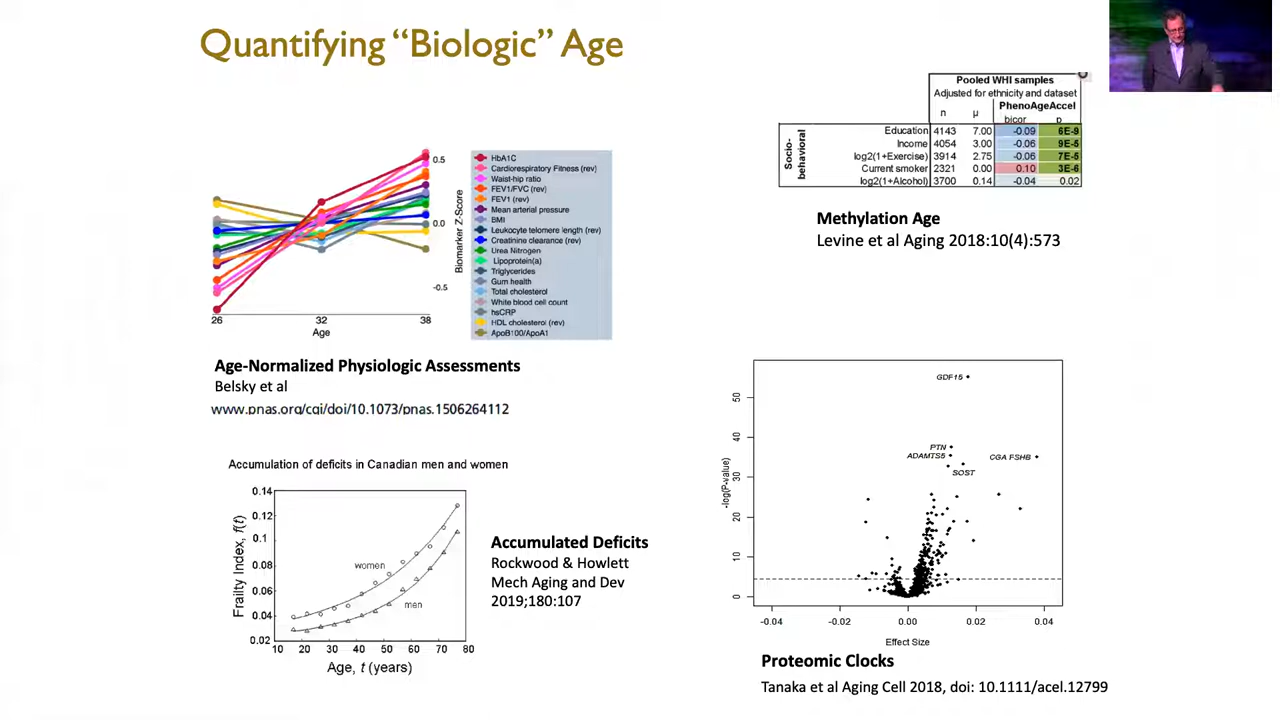 Quantifying “Biologic” Age
0.5
0.0
-0.5
Biomarker Z-Score
26
32
38
Age
HbA1C
Cardiorespiratory Fitness (rev)
Waist-hip ratio
FEV1/FVC (rev)
FEV1 (rev)
Mean arterial pressure
BMI
Leukocyte telomere length (rev)
Creatinine clearance (rev)
Urea Nitrogen
Lipoprotein(a)
Triglycerides
Gum health
Total cholesterol
White blood cell count
hsCRP
HDL cholesterol (rev)
ApoB100/ApoA1
Age-Normalized Physiologic Assessments
Belsky et al
www.pnas.org/cgi/doi/10.1073/pnas.1506264112
Pooled WHI samples
Adjusted for ethnicity and dataset
n μ PhenoAgeAccel
bicor p
Socio-
behavioral
Education 4143 7.00 -0.09 6E-9
Income 4054 3.00 -0.06 9E-5
log2(1+Exercise) 3914 2.75 -0.06 7E-5
Current smoker 2321 0.00 0.10 3E-6
log2(1+Alcohol) 3700 0.14 -0.04 0.02
Methylation Age
Levine et al Aging 2018:10(4):573
Accumulation of deficits in Canadian men and women
0.14
0.12
0.10
0.08
0.06
0.04
0.02
Frailty Index, f(t)
women
men
10 20 30 40 50 60 70 80
Age, t (years)
Accumulated Deficits
Rockwood & Howlett
Mech Aging and Dev
2019;180:107
50
40
30
20
10
0
-log(P-value)
GDF15
PTN
ADAMTS5
CGA FSHB
SOST
-0.04 -0.02 0.00 0.02 0.04
Effect Size
Proteomic Clocks
Tanaka et al Aging Cell 2018, doi: 10.1111/acel.12799